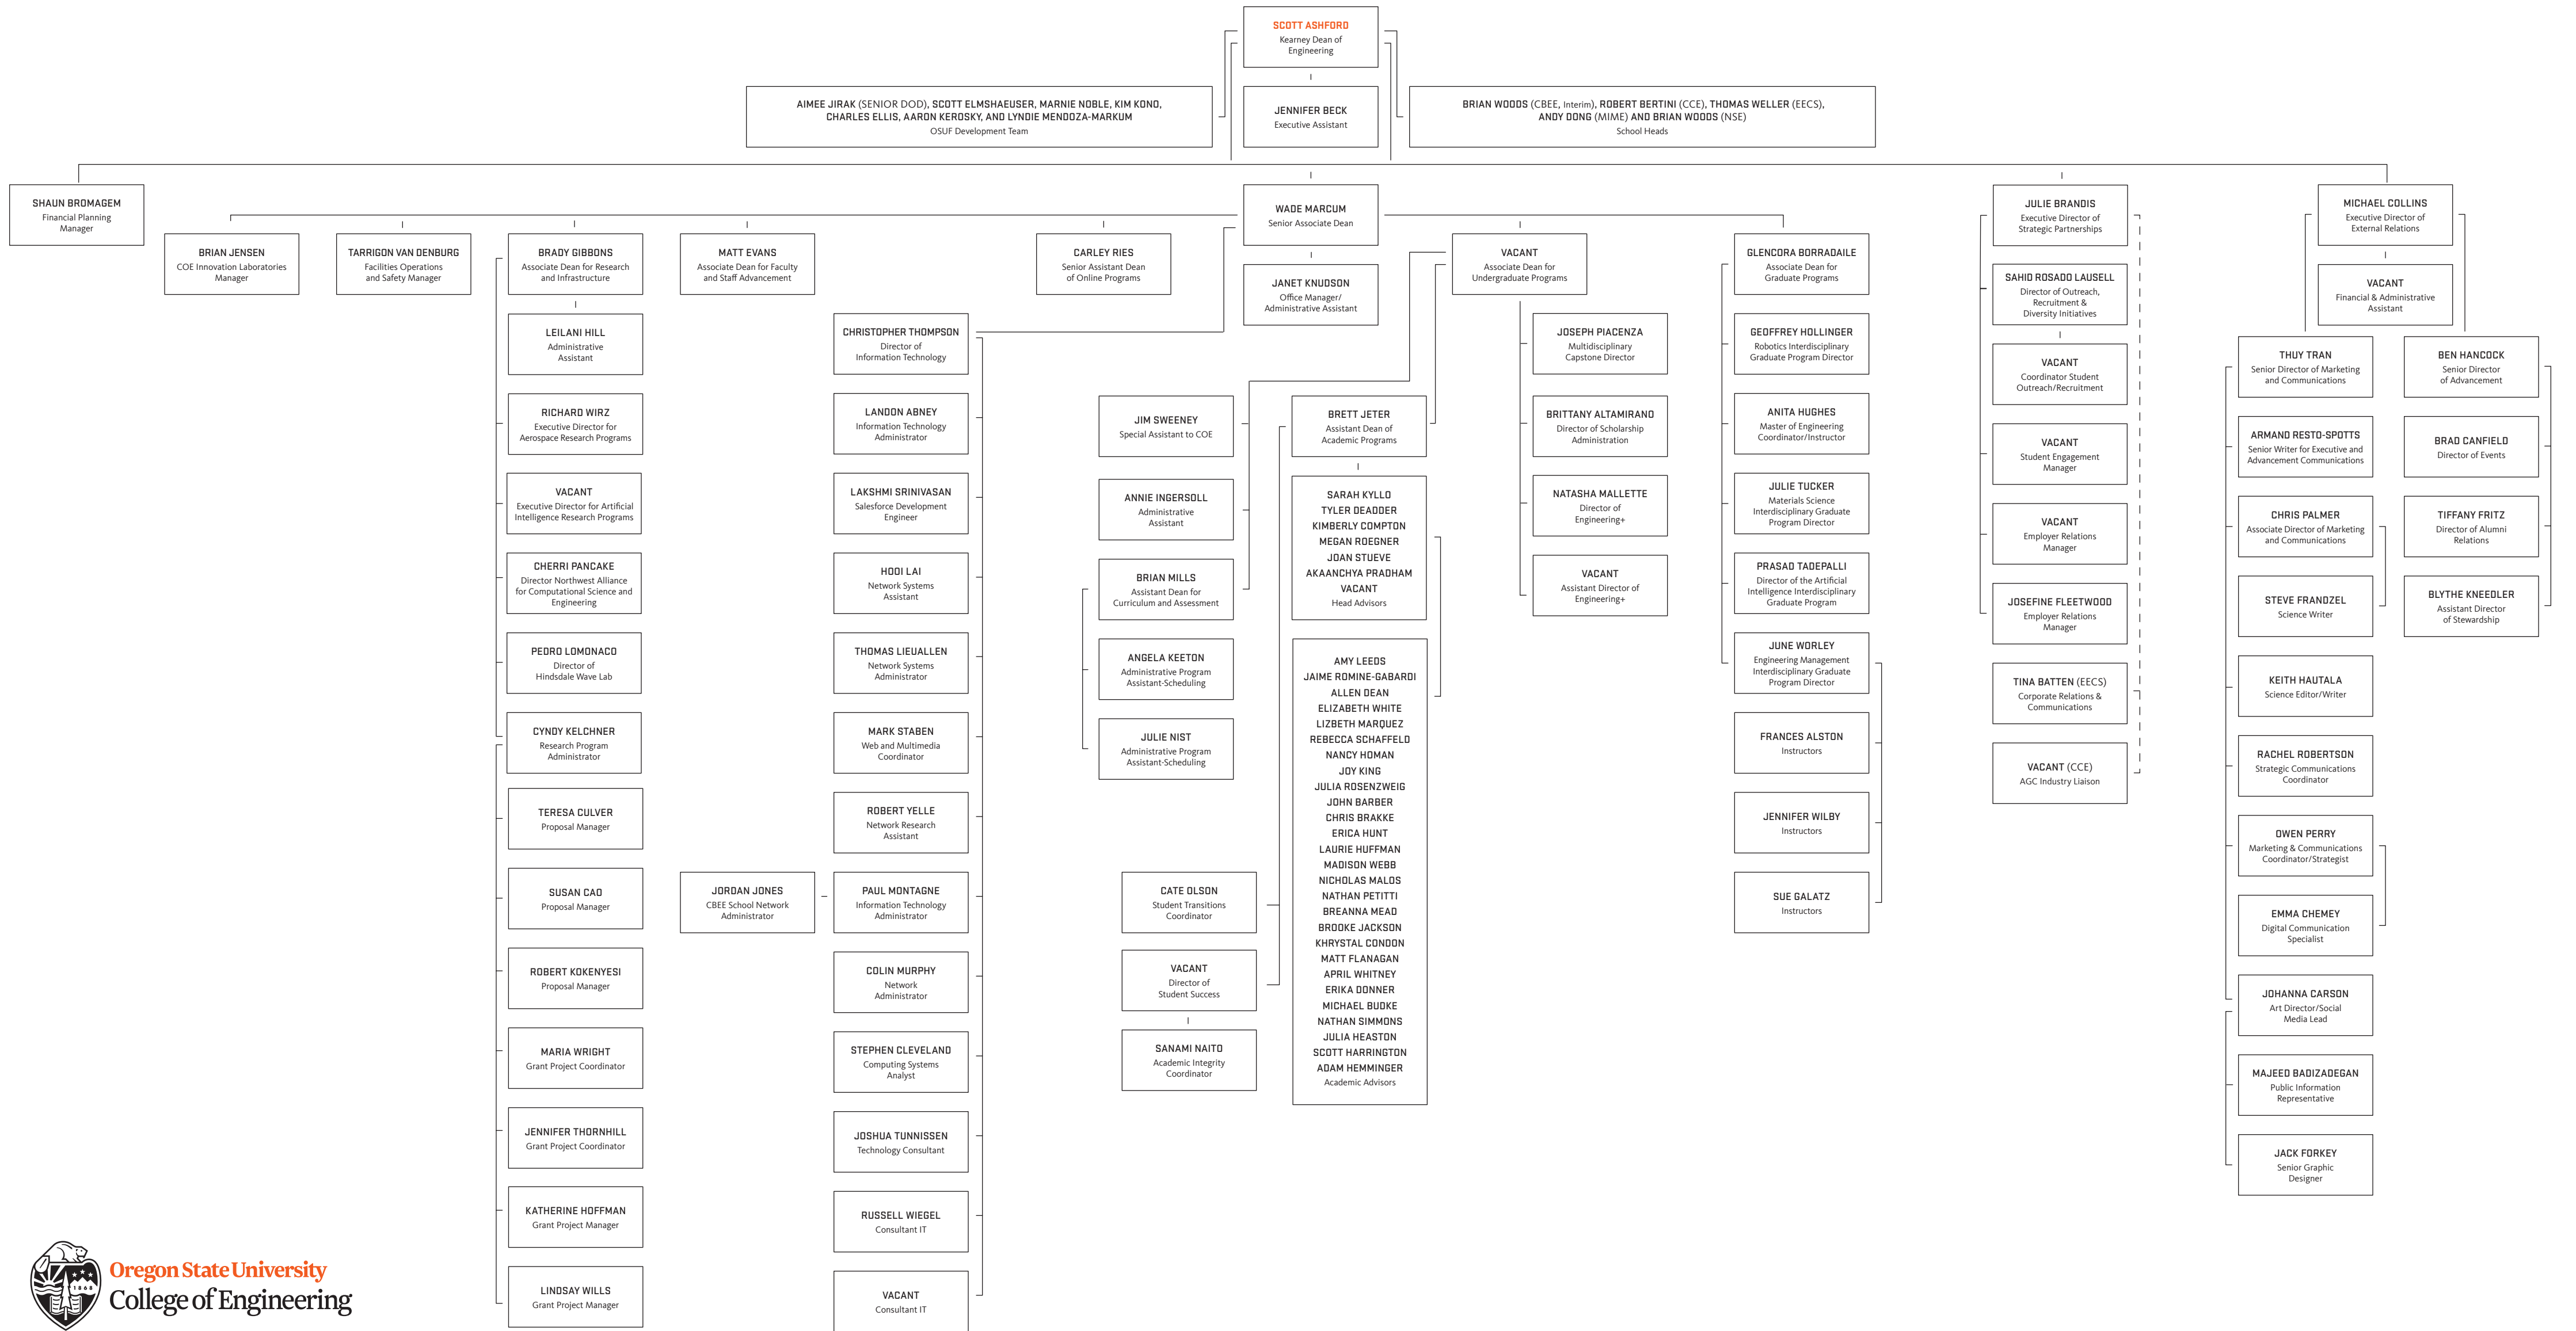 SCOTT ASHFORD
Kearney Dean of
Engineering
AIMEE JIRAK (SENIOR DOD), SCOTT ELMSHAEUSER, MARNIE NOBLE, KIM KONO,
CHARLES ELLIS, AARON KEROSKY, AND LYNDIE MENDOZA-MARKUM
OSUF Development Team
JENNIFER BECK
Executive Assistant
BRIAN WOODS (CBEE, Interim), ROBERT BERTINI (CCE), THOMAS WELLER (EECS),
ANDY DONG (MIME) AND BRIAN WOODS (NSE)
School Heads
SHAUN BROMAGEM
Financial Planning
Manager
WADE MARCUM
Senior Associate Dean
JANET KNUDSON
Office Manager/
Administrative Assistant
BRIAN JENSEN
COE Innovation Laboratories
Manager
TARRIGON VAN DENBURG
Facilities Operations
and Safety Manager
BRADY GIBBONS
Associate Dean for Research
and Infrastructure
LEILANI HILL
Administrative
Assistant
RICHARD WIRZ
Executive Director for
Aerospace Research Programs
VACANT
Executive Director for Artificial
Intelligence Research Programs
CHERRI PANCAKE
Director Northwest Alliance
for Computational Science and
Engineering
PEDRO LOMONACO
Director of
Hindsdale Wave Lab
CYNDY KELCHNER
Research Program
Administrator
TERESA CULVER
Proposal Manager
SUSAN CAO
Proposal Manager
ROBERT KOKENYESI
Proposal Manager
MARIA WRIGHT
Grant Project Coordinator
JENNIFER THORNHILL
Grant Project Coordinator
KATHERINE HOFFMAN
Grant Project Manager
LINDSAY WILLS
Grant Project Manager
MATT EVANS
Associate Dean for Faculty
and Staff Advancement
CHRISTOPHER THOMPSON
Director of
Information Technology
LANDON ABNEY
Information Technology
Administrator
LAKSHMI SRINIVASAN
Salesforce Development
Engineer
HODI LAI
Network Systems
Assistant
THOMAS LIEUALLEN
Network Systems
Administrator
MARK STABEN
Web and Multimedia
Coordinator
ROBERT YELLE
Network Research
Assistant
JORDAN JONES
CBEE School Network
Administrator
PAUL MONTAGNE
Information Technology
Administrator
COLIN MURPHY
Network
Administrator
STEPHEN CLEVELAND
Computing Systems
Analyst
JOSHUA TUNNISSEN
Technology Consultant
RUSSELL WIEGEL
Consultant IT
VACANT
Consultant IT
CARLEY RIES
Senior Assistant Dean
of Online Programs
VACANT
Associate Dean for
Undergraduate Programs
JIM SWEENEY
Special Assistant to COE
ANNIE INGERSOLL
Administrative
Assistant
BRIAN MILLS
Assistant Dean for
Curriculum and Assessment
ANGELA KEETON
Administrative Program
Assistant-Scheduling
JULIE NIST
Administrative Program
Assistant-Scheduling
CATE OLSON
Student Transitions
Coordinator
VACANT
Director of
Student Success
SANAMI NAITO
Academic Integrity
Coordinator
BRETT JETER
Assistant Dean of
Academic Programs
SARAH KYLLO
TYLER DEADDER
KIMBERLY COMPTON
MEGAN ROEGNER
JOAN STUEVE
AKAANCHYA PRADHAM
VACANT
Head Advisors
AMY LEEDS
JAIME ROMINE-GABARDI
ALLEN DEAN
ELIZABETH WHITE
LIZBETH MARQUEZ
REBECCA SCHAFFELD
NANCY HOMAN
JOY KING
JULIA ROSENZWEIG
JOHN BARBER
CHRIS BRAKKE
ERICA HUNT
LAURIE HUFFMAN
MADISON WEBB
NICHOLAS MALOS
NATHAN PETITTI
BREANNA MEAD
BROOKE JACKSON
KHRYSTAL CONDON
MATT FLANAGAN
APRIL WHITNEY
ERIKA DONNER
MICHAEL BUDKE
NATHAN SIMMONS
JULIA HEASTON
SCOTT HARRINGTON
ADAM HEMMINGER
Academic Advisors
JOSEPH PIACENZA
Multidisciplinary
Capstone Director
BRITTANY ALTAMIRANO
Director of Scholarship
Administration
NATASHA MALLETTE
Director of
Engineering+
VACANT
Assistant Director of
Engineering+
GLENCORA BORRADAILE
Associate Dean for
Graduate Programs
GEOFFREY HOLLINGER
Robotics Interdisciplinary
Graduate Program Director
ANITA HUGHES
Master of Engineering
Coordinator/Instructor
JULIE TUCKER
Materials Science
Interdisciplinary Graduate
Program Director
PRASAD TADEPALLI
Director of the Artificial
Intelligence Interdisciplinary
Graduate Program
JUNE WORLEY
Engineering Management
Interdisciplinary Graduate
Program Director
FRANCES ALSTON
Instructors
JENNIFER WILBY
Instructors
SUE GALATZ
Instructors
JULIE BRANDIS
Executive Director of
Strategic Partnerships
SAHID ROSADO LAUSELL
Director of Outreach,
Recruitment &
Diversity Initiatives
VACANT
Coordinator Student
Outreach/Recruitment
VACANT
Student Engagement
Manager
VACANT
Employer Relations
Manager
JOSEFINE FLEETWOOD
Employer Relations
Manager
TINA BATTEN (EECS)
Corporate Relations &
Communications
VACANT (CCE)
AGC Industry Liaison
MICHAEL COLLINS
Executive Director of
External Relations
VACANT
Financial & Administrative
Assistant
THUY TRAN
Senior Director of Marketing
and Communications
ARMAND RESTO-SPOTTS
Senior Writer for Executive and
Advancement Communications
CHRIS PALMER
Associate Director of Marketing
and Communications
STEVE FRANDZEL
Science Writer
KEITH HAUTALA
Science Editor/Writer
RACHEL ROBERTSON
Strategic Communications
Coordinator
OWEN PERRY
Marketing & Communications
Coordinator/Strategist
EMMA CHEMEY
Digital Communication
Specialist
JOHANNA CARSON
Art Director/Social
Media Lead
MAJEED BADIZADEGAN
Public Information
Representative
JACK FORKEY
Senior Graphic
Designer
BEN HANCOCK
Senior Director
of Advancement
BRAD CANFIELD
Director of Events
TIFFANY FRITZ
Director of Alumni
Relations
BLYTHE KNEEDLER
Assistant Director
of Stewardship
1868
Oregon State University
College of Engineering